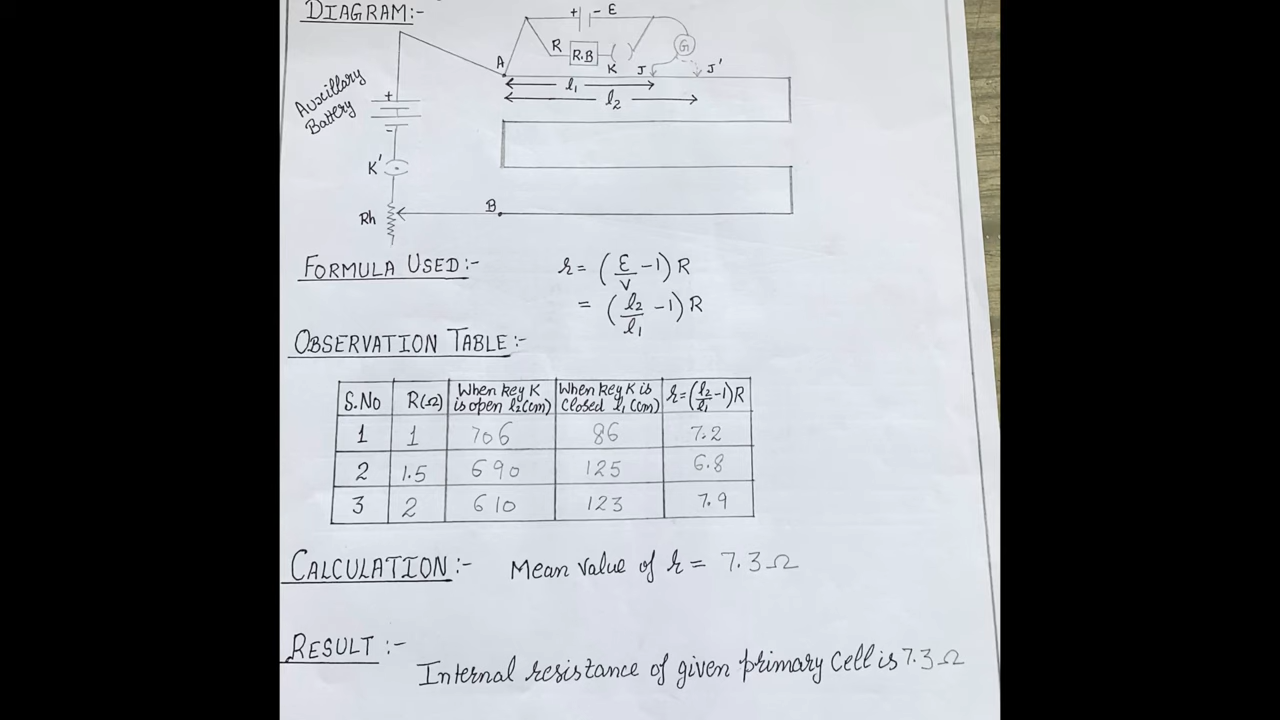 DIAGRAM:-
+ - E
R R.B K G
A J J'
l₁
l₂
Auxcillary
Battery
+
-
K'
Rh
B
FORMULA USED:- r = (E/V -1) R
= (l₂/l₁ -1) R
OBSERVATION TABLE:-
S.No R(Ω) When key K is open l₂(cm) When key K is closed l₁(cm) r=(l₂/l₁-1)R
1 1 706 86 7.2
2 1.5 690 125 6.8
3 2 610 123 7.9
CALCULATION:- Mean value of r = 7.3Ω
RESULT:-
Internal resistance of given primary cell is 7.3Ω